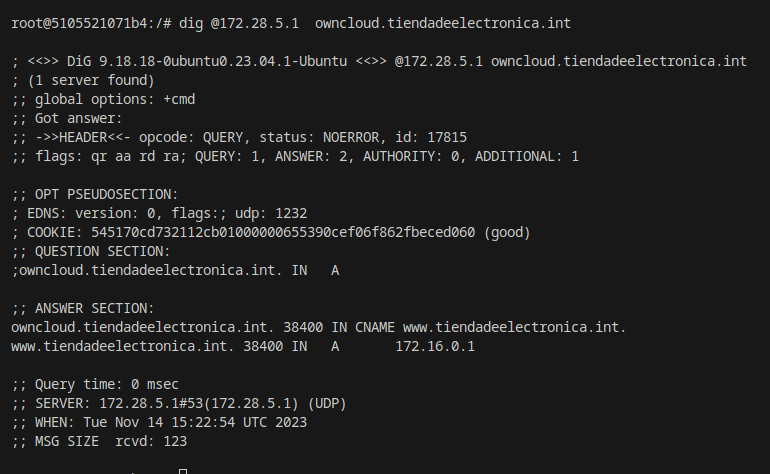 root@5105521071b4:/# dig @172.28.5.1  owncloud.tiendadeelectronica.int

; <<>> DiG 9.18.18-0ubuntu0.23.04.1-Ubuntu <<>> @172.28.5.1 owncloud.tiendadeelectronica.int
; (1 server found)
;; global options: +cmd
;; Got answer:
;; ->>HEADER<<- opcode: QUERY, status: NOERROR, id: 17815
;; flags: qr aa rd ra; QUERY: 1, ANSWER: 2, AUTHORITY: 0, ADDITIONAL: 1

;; OPT PSEUDOSECTION:
; EDNS: version: 0, flags:; udp: 1232
; COOKIE: 545170cd732112cb01000000655390cef06f862fbeced060 (good)
;; QUESTION SECTION:
;owncloud.tiendadeelectronica.int. IN   A

;; ANSWER SECTION:
owncloud.tiendadeelectronica.int. 38400 IN CNAME www.tiendadeelectronica.int.
www.tiendadeelectronica.int. 38400 IN   A       172.16.0.1

;; Query time: 0 msec
;; SERVER: 172.28.5.1#53(172.28.5.1) (UDP)
;; WHEN: Tue Nov 14 15:22:54 UTC 2023
;; MSG SIZE  rcvd: 123